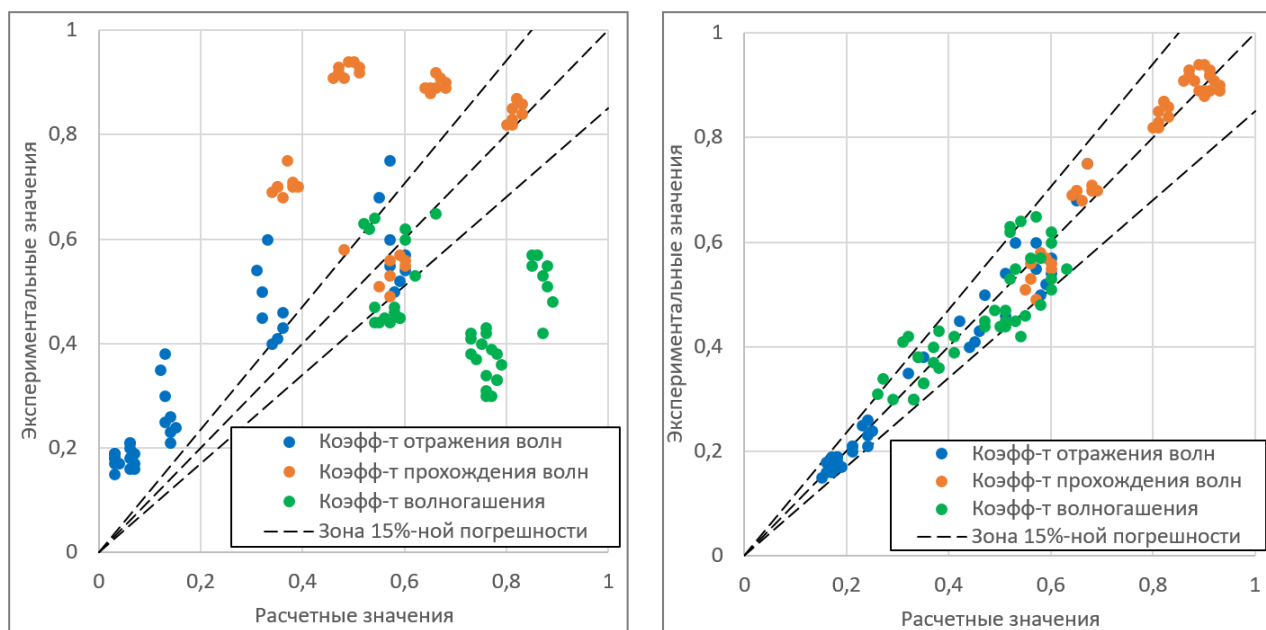 1
0,8
0,6
0,4
0,2
0
Экспериментальные значения
Коэфф-т отражения волн
Коэфф-т прохождения волн
Коэфф-т волногашения
Зона 15%-ной погрешности
0
0,2
0,4
0,6
0,8
1
Расчетные значения
1
0,8
0,6
0,4
0,2
0
Экспериментальные значения
Коэфф-т отражения волн
Коэфф-т прохождения волн
Коэфф-т волногашения
Зона 15%-ной погрешности
0
0,2
0,4
0,6
0,8
1
Расчетные значения